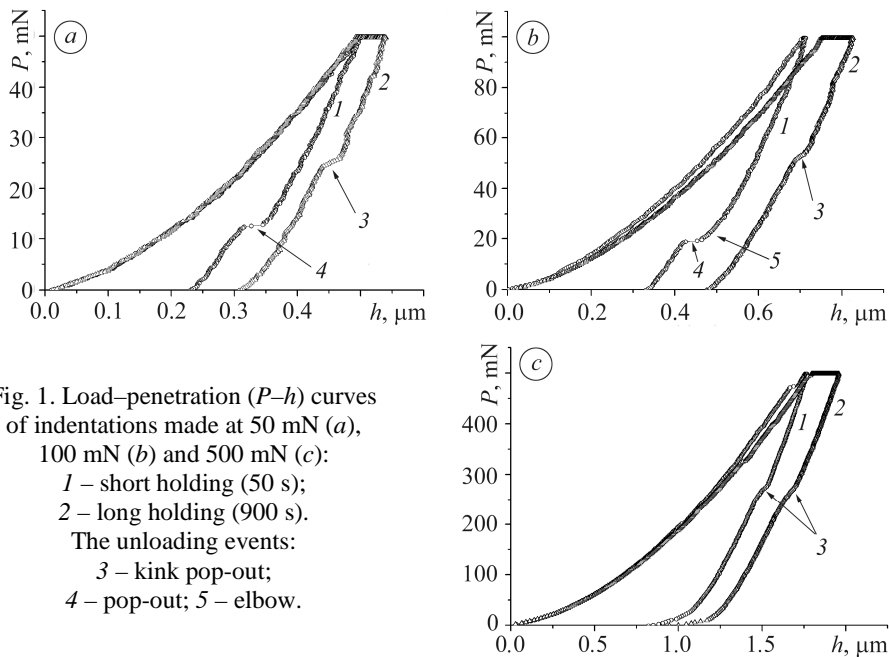 a
P, mN
40
30
20
10
0
0.0 0.1 0.2 0.3 0.4
h, μm
1
2
3
4
b
P, mN
80
60
40
20
0
0.0 0.2 0.4 0.6
h, μm
1
2
3
4
5
c
P, mN
400
300
200
100
0
0.0 0.5 1.0 1.5
h, μm
1
2
3
ig. 1. Load–penetration (P–h) curves
of indentations made at 50 mN (a),
100 mN (b) and 500 mN (c):
1 – short holding (50 s);
2 – long holding (900 s).
The unloading events:
3 – kink pop-out;
4 – pop-out; 5 – elbow.